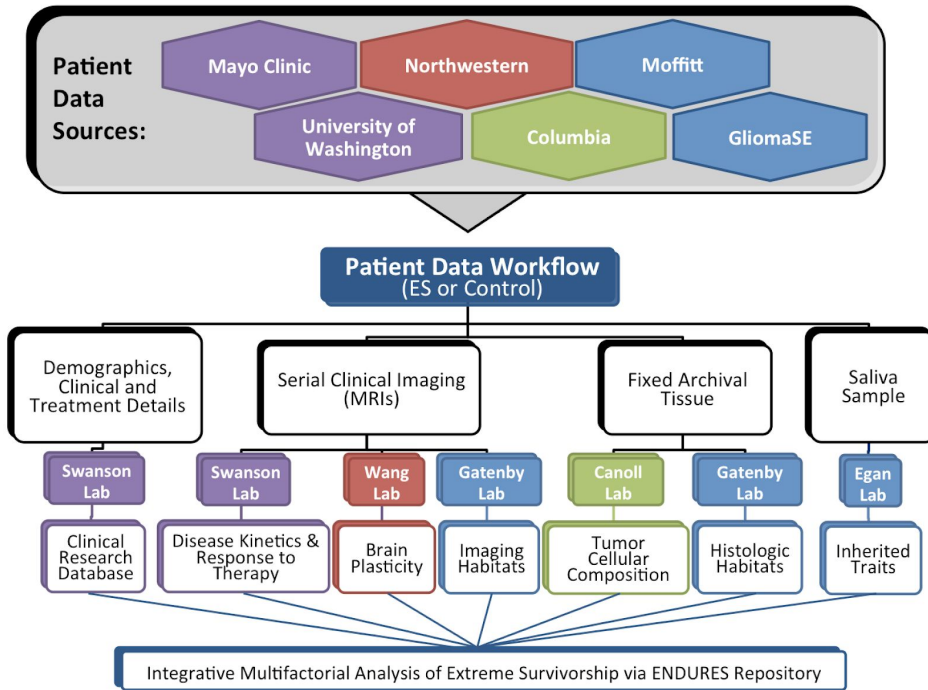 Patient
Data
Sources:
Mayo Clinic
Northwestern
Moffitt
University of
Washington
Columbia
GliomaSE
Patient Data Workflow
(ES or Control)
Demographics,
Clinical and
Treatment Details
Serial Clinical Imaging
(MRIs)
Fixed Archival
Tissue
Saliva
Sample
Swanson
Lab
Swanson
Lab
Wang
Lab
Gatenby
Lab
Canoll
Lab
Gatenby
Lab
Egan
Lab
Clinical
Research
Database
Disease Kinetics &
Response to
Therapy
Brain
Plasticity
Imaging
Habitats
Tumor
Cellular
Composition
Histologic
Habitats
Inherited
Traits
Integrative Multifactorial Analysis of Extreme Survivorship via ENDURES Repository